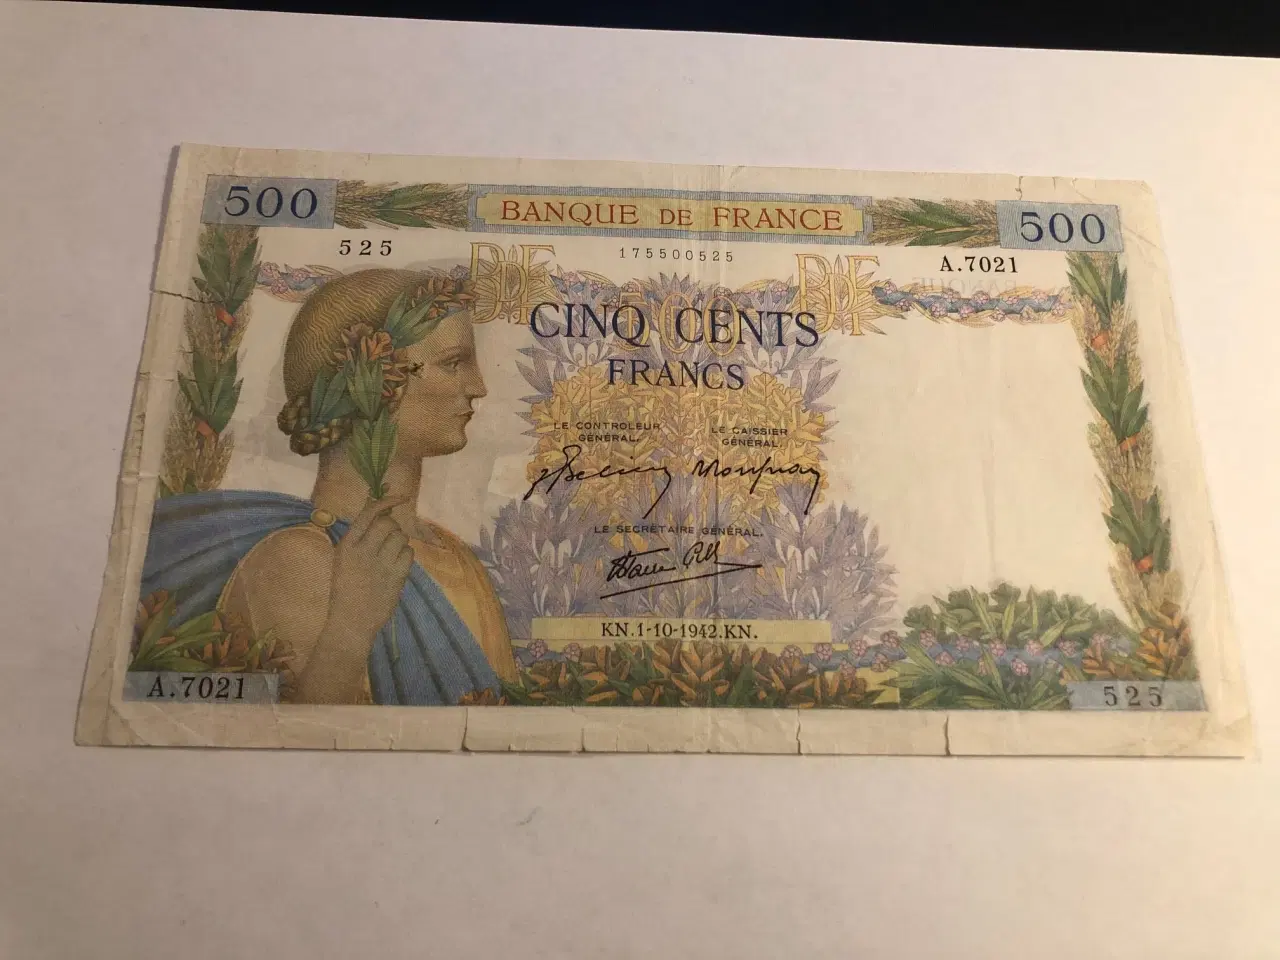 500 BANQUE DE FRANCE 500
525 175500525 A.7021
CINQ CENTS
FRANCS
LE CONTROLEUR GÉNÉRAL.
LE CAISSIER GÉNÉRAL.
LE SECRÉTAIRE GÉNÉRAL.
KN.1-10-1942.KN.
A.7021 525